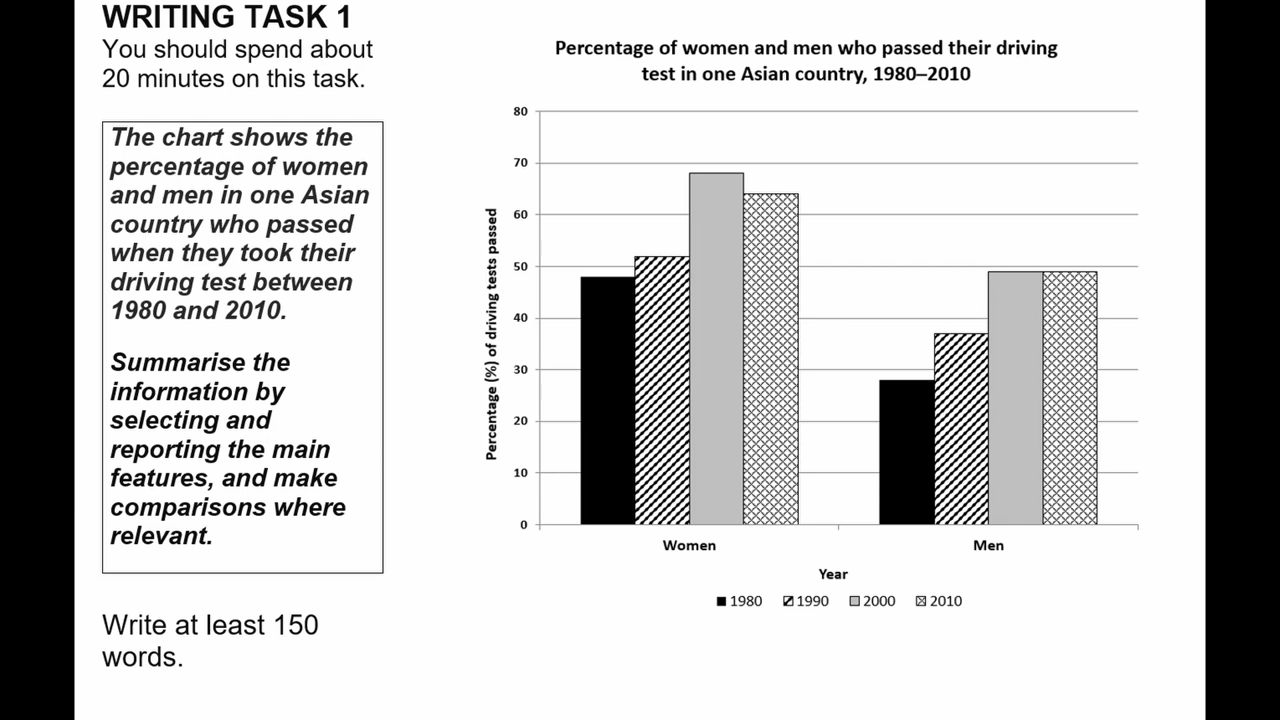 WRITING TASK 1
You should spend about
20 minutes on this task.
The chart shows the
percentage of women
and men in one Asian
country who passed
when they took their
driving test between
1980 and 2010.
Summarise the
information by
selecting and
reporting the main
features, and make
comparisons where
relevant.
Write at least 150
words.
Percentage of women and men who passed their driving
test in one Asian country, 1980–2010
Percentage (%) of driving tests passed
80
70
60
50
40
30
20
10
0
Women Men
Year
1980 1990 2000 2010